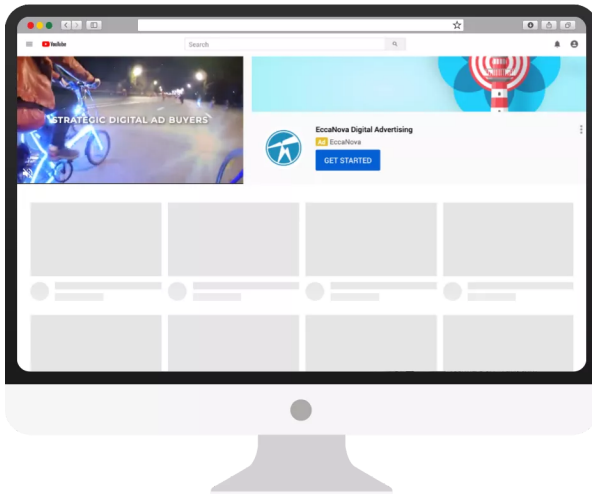 YouTube
Search
STRATEGIC DIGITAL AD BUYERS
EccaNova Digital Advertising
Ad EccaNova
GET STARTED